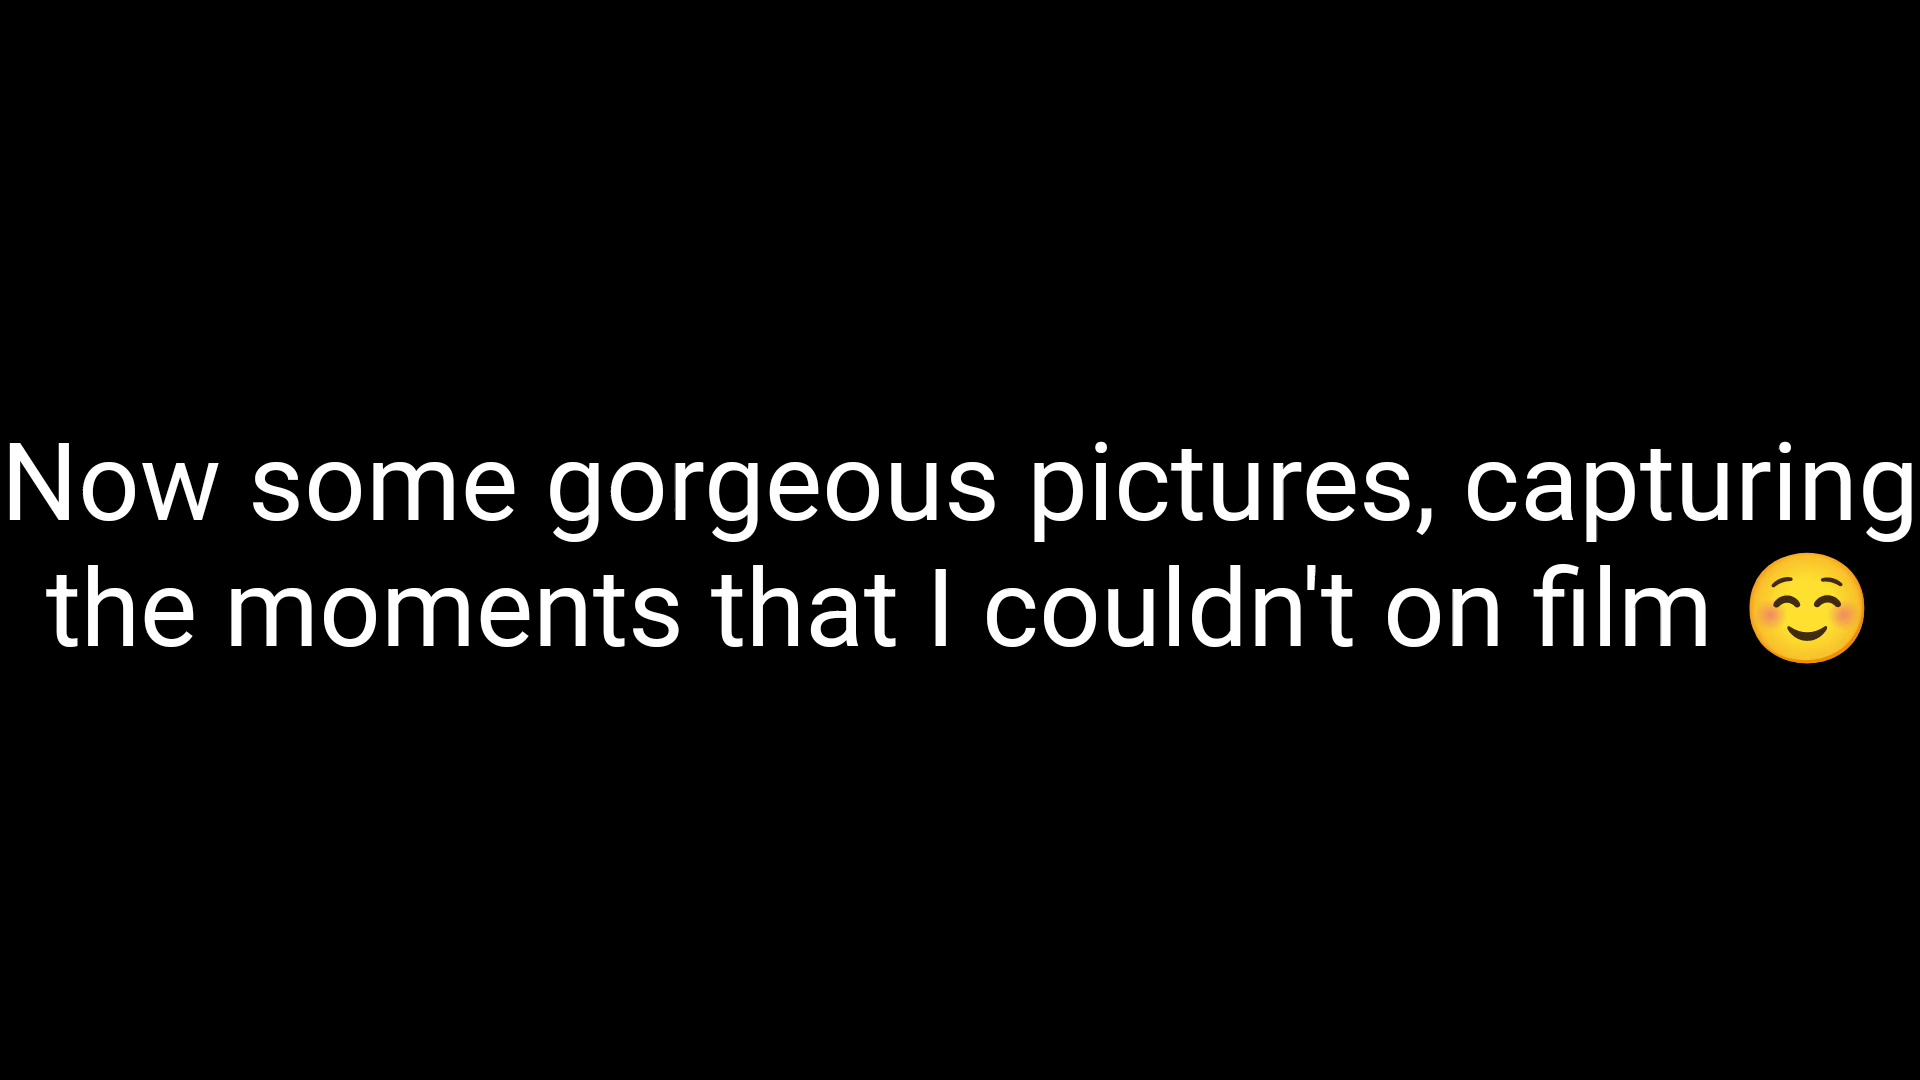 Now some gorgeous pictures, capturing
the moments that I couldn't on film ☺️